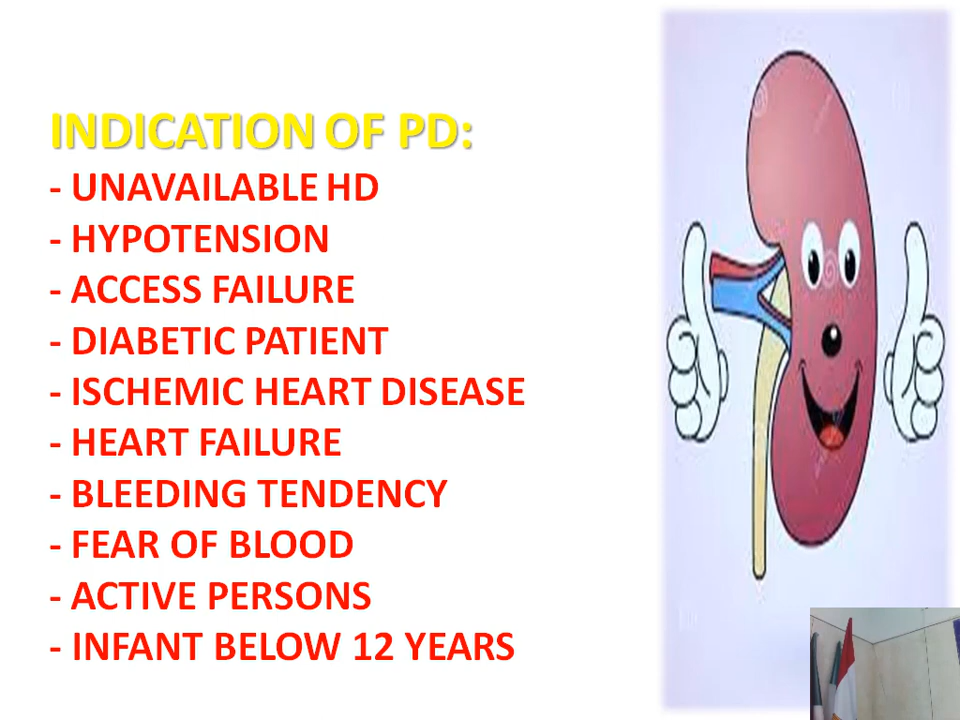 INDICATION OF PD:
- UNAVAILABLE HD
- HYPOTENSION
- ACCESS FAILURE
- DIABETIC PATIENT
- ISCHEMIC HEART DISEASE
- HEART FAILURE
- BLEEDING TENDENCY
- FEAR OF BLOOD
- ACTIVE PERSONS
- INFANT BELOW 12 YEARS